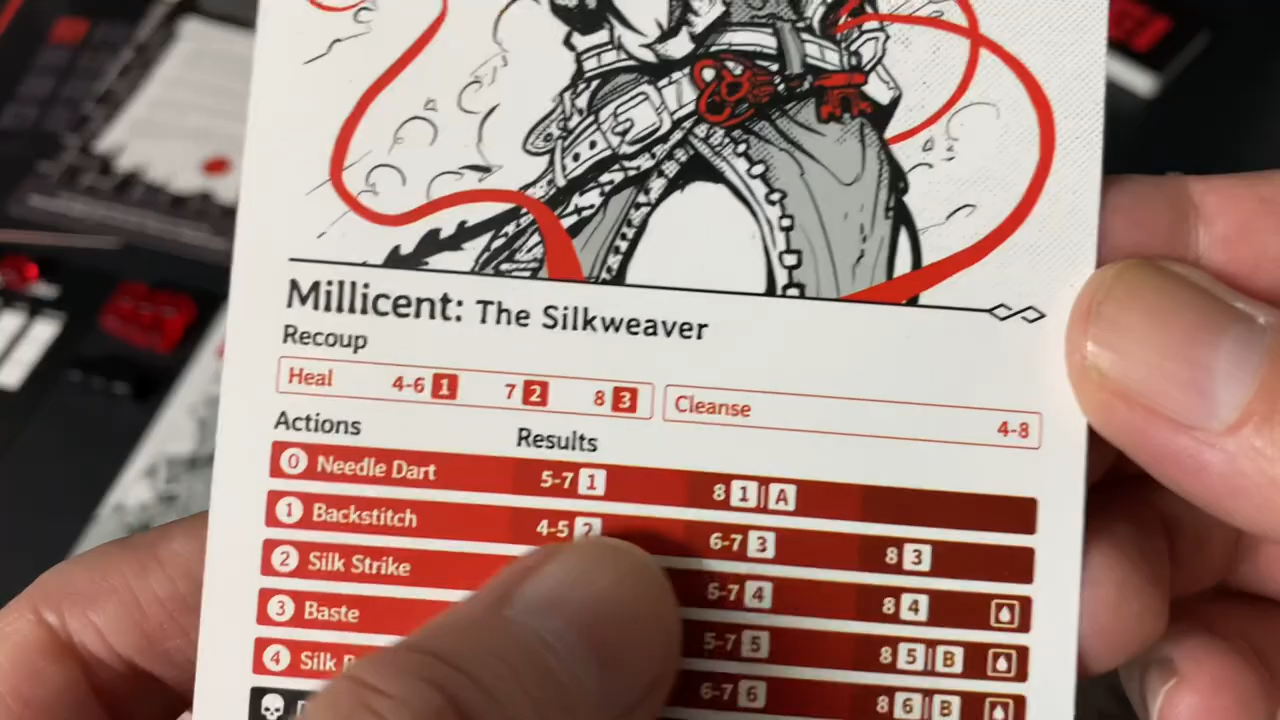 Millicent: The Silkweaver
Recoup
Heal 4-6 1 7 2 8 3 Cleanse 4-8
Actions Results
0 Needle Dart 5-7 1 8 1 | A
1 Backstitch 4-5 2 6-7 3 8 3
2 Silk Strike 6-7 4 8 4
3 Baste 5-7 5 8 5 | B
4 Silk 6-7 6 8 6 | B